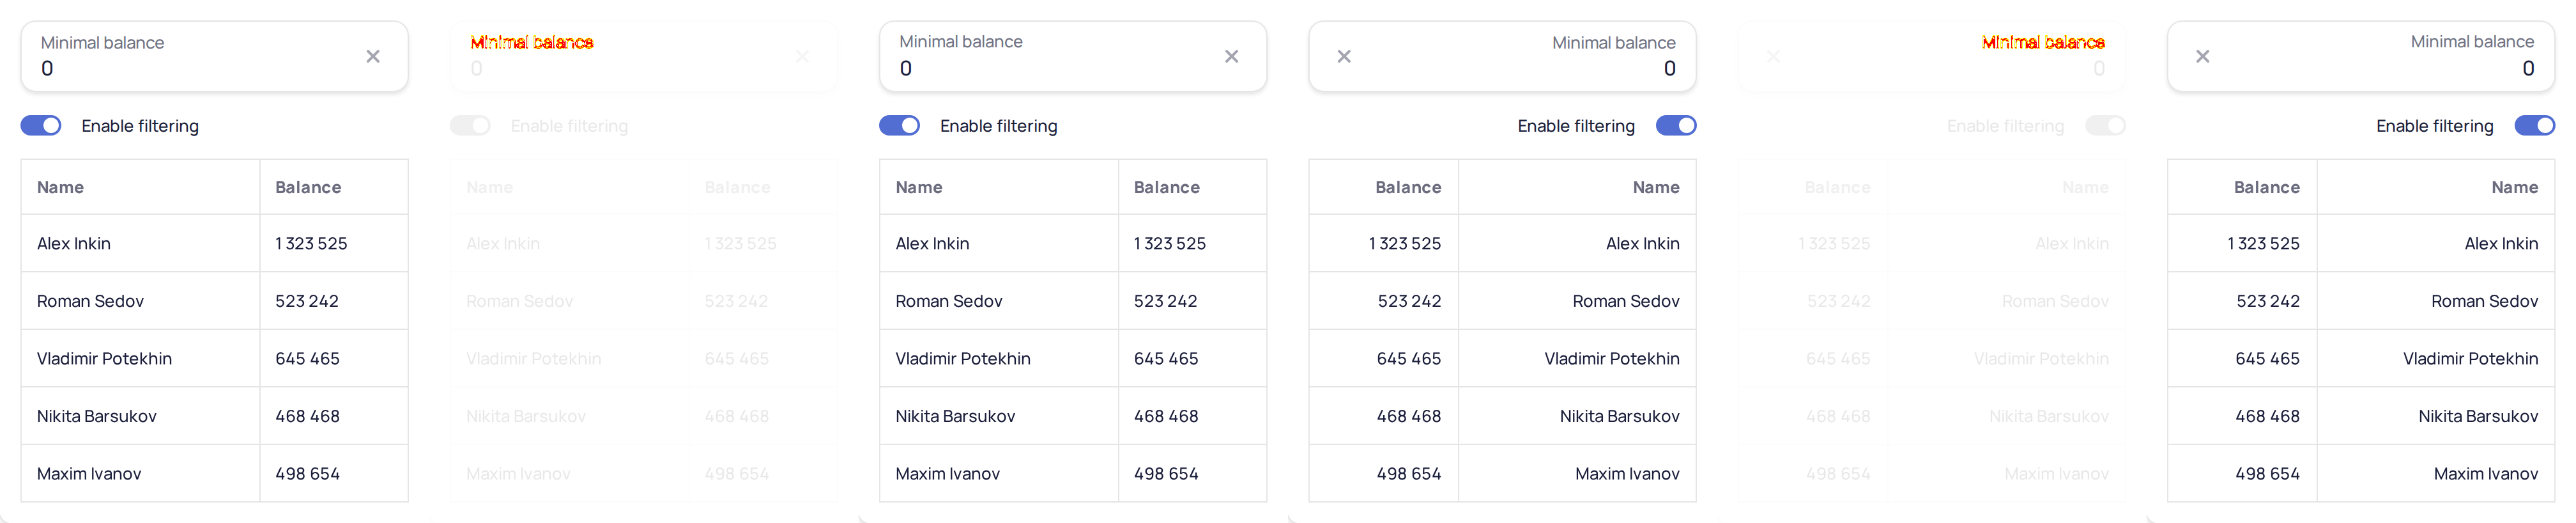 Minimal balance
0
Enable filtering
Name Balance
Alex Inkin 1 323 525
Roman Sedov 523 242
Vladimir Potekhin 645 465
Nikita Barsukov 468 468
Maxim Ivanov 498 654
Minimal balance
0
Enable filtering
Name Balance
Alex Inkin 1 323 525
Roman Sedov 523 242
Vladimir Potekhin 645 465
Nikita Barsukov 468 468
Maxim Ivanov 498 654
Minimal balance
0
Enable filtering
Name Balance
Alex Inkin 1 323 525
Roman Sedov 523 242
Vladimir Potekhin 645 465
Nikita Barsukov 468 468
Maxim Ivanov 498 654
Minimal balance
0
Enable filtering
Balance Name
1 323 525 Alex Inkin
523 242 Roman Sedov
645 465 Vladimir Potekhin
468 468 Nikita Barsukov
498 654 Maxim Ivanov
Minimal balance
0
Enable filtering
Balance Name
1 323 525 Alex Inkin
523 242 Roman Sedov
645 465 Vladimir Potekhin
468 468 Nikita Barsukov
498 654 Maxim Ivanov
Minimal balance
0
Enable filtering
Balance Name
1 323 525 Alex Inkin
523 242 Roman Sedov
645 465 Vladimir Potekhin
468 468 Nikita Barsukov
498 654 Maxim Ivanov